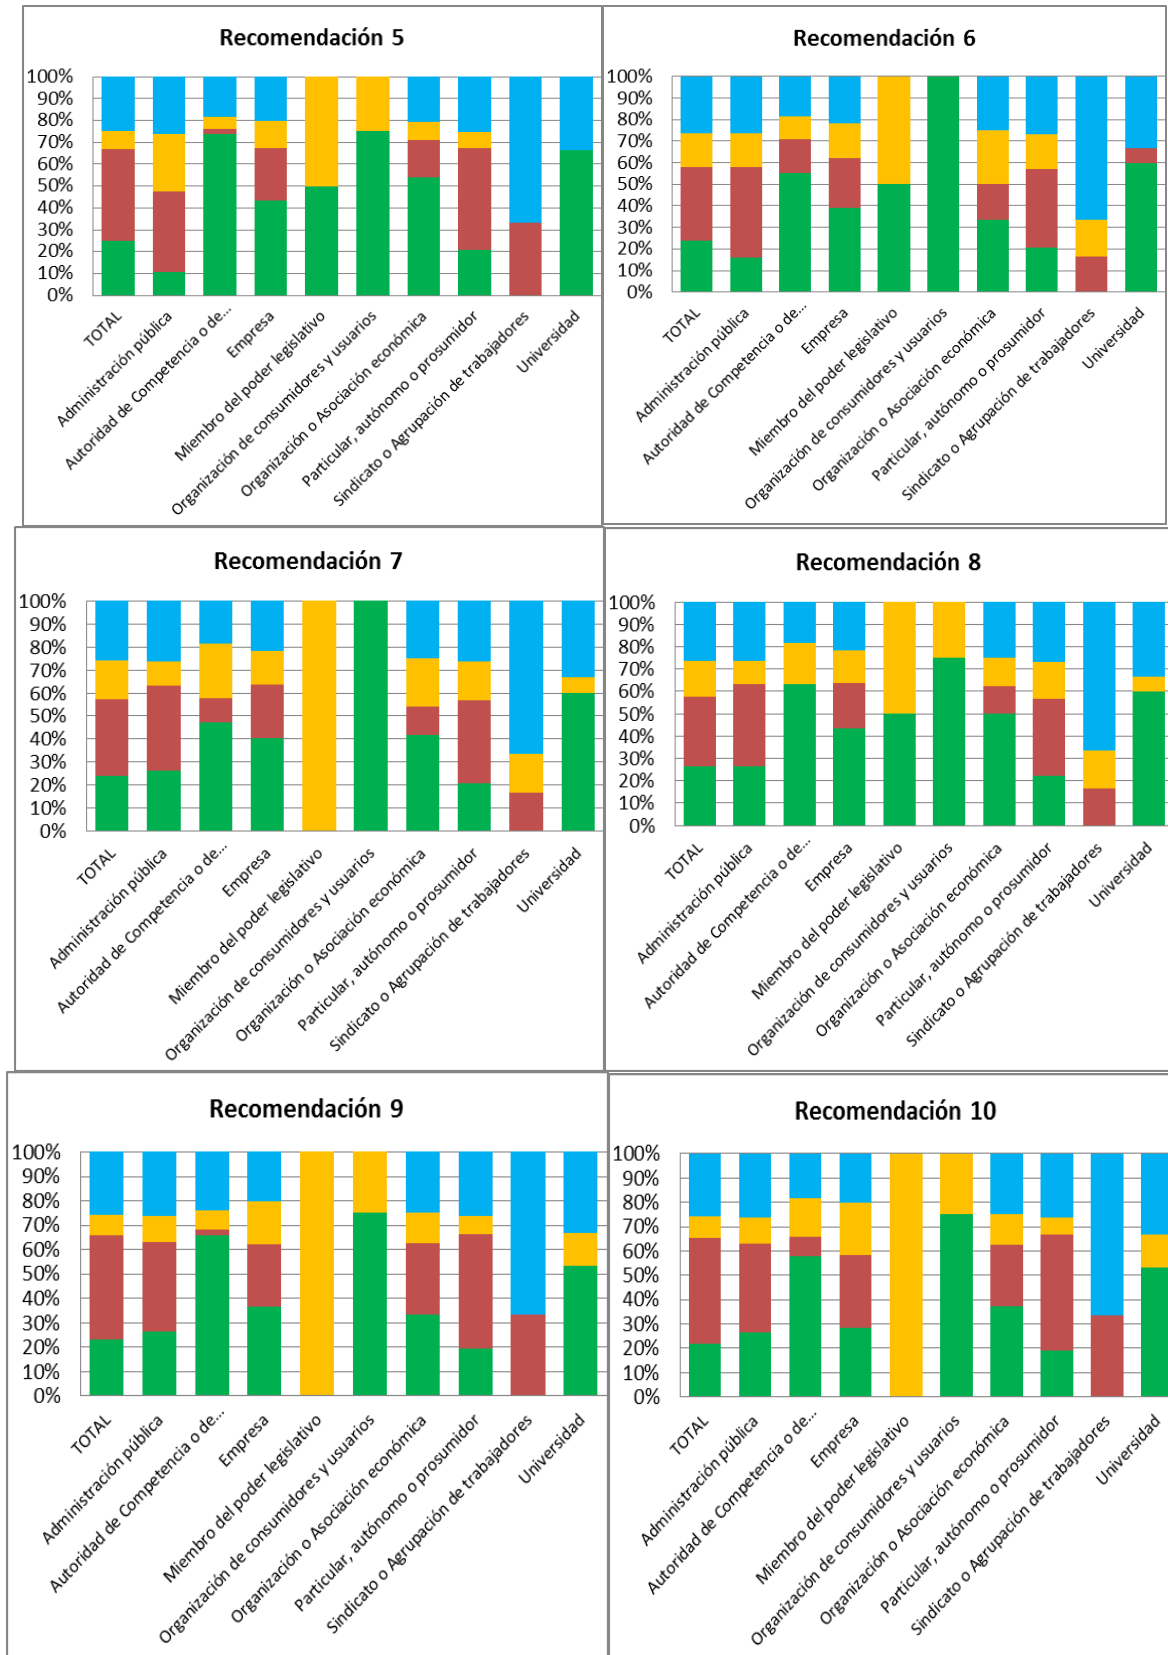 Recomendación 5
100%
90%
80%
70%
60%
50%
40%
30%
20%
10%
0%
TOTAL
Administración pública
Autoridad de Competencia o de...
Empresa
Miembro del poder legislativo
Organización de consumidores y usuarios
Organización o Asociación económica
Particular, autónomo o prosumidor
Sindicato o Agrupación de trabajadores
Universidad
Recomendación 6
100%
90%
80%
70%
60%
50%
40%
30%
20%
10%
0%
TOTAL
Administración pública
Autoridad de Competencia o de...
Empresa
Miembro del poder legislativo
Organización de consumidores y usuarios
Organización o Asociación económica
Particular, autónomo o prosumidor
Sindicato o Agrupación de trabajadores
Universidad
Recomendación 7
100%
90%
80%
70%
60%
50%
40%
30%
20%
10%
0%
TOTAL
Administración pública
Autoridad de Competencia o de...
Empresa
Miembro del poder legislativo
Organización de consumidores y usuarios
Organización o Asociación económica
Particular, autónomo o prosumidor
Sindicato o Agrupación de trabajadores
Universidad
Recomendación 8
100%
90%
80%
70%
60%
50%
40%
30%
20%
10%
0%
TOTAL
Administración pública
Autoridad de Competencia o de...
Empresa
Miembro del poder legislativo
Organización de consumidores y usuarios
Organización o Asociación económica
Particular, autónomo o prosumidor
Sindicato o Agrupación de trabajadores
Universidad
Recomendación 9
100%
90%
80%
70%
60%
50%
40%
30%
20%
10%
0%
TOTAL
Administración pública
Autoridad de Competencia o de...
Empresa
Miembro del poder legislativo
Organización de consumidores y usuarios
Organización o Asociación económica
Particular, autónomo o prosumidor
Sindicato o Agrupación de trabajadores
Universidad
Recomendación 10
100%
90%
80%
70%
60%
50%
40%
30%
20%
10%
0%
TOTAL
Administración pública
Autoridad de Competencia o de...
Empresa
Miembro del poder legislativo
Organización de consumidores y usuarios
Organización o Asociación económica
Particular, autónomo o prosumidor
Sindicato o Agrupación de trabajadores
Universidad